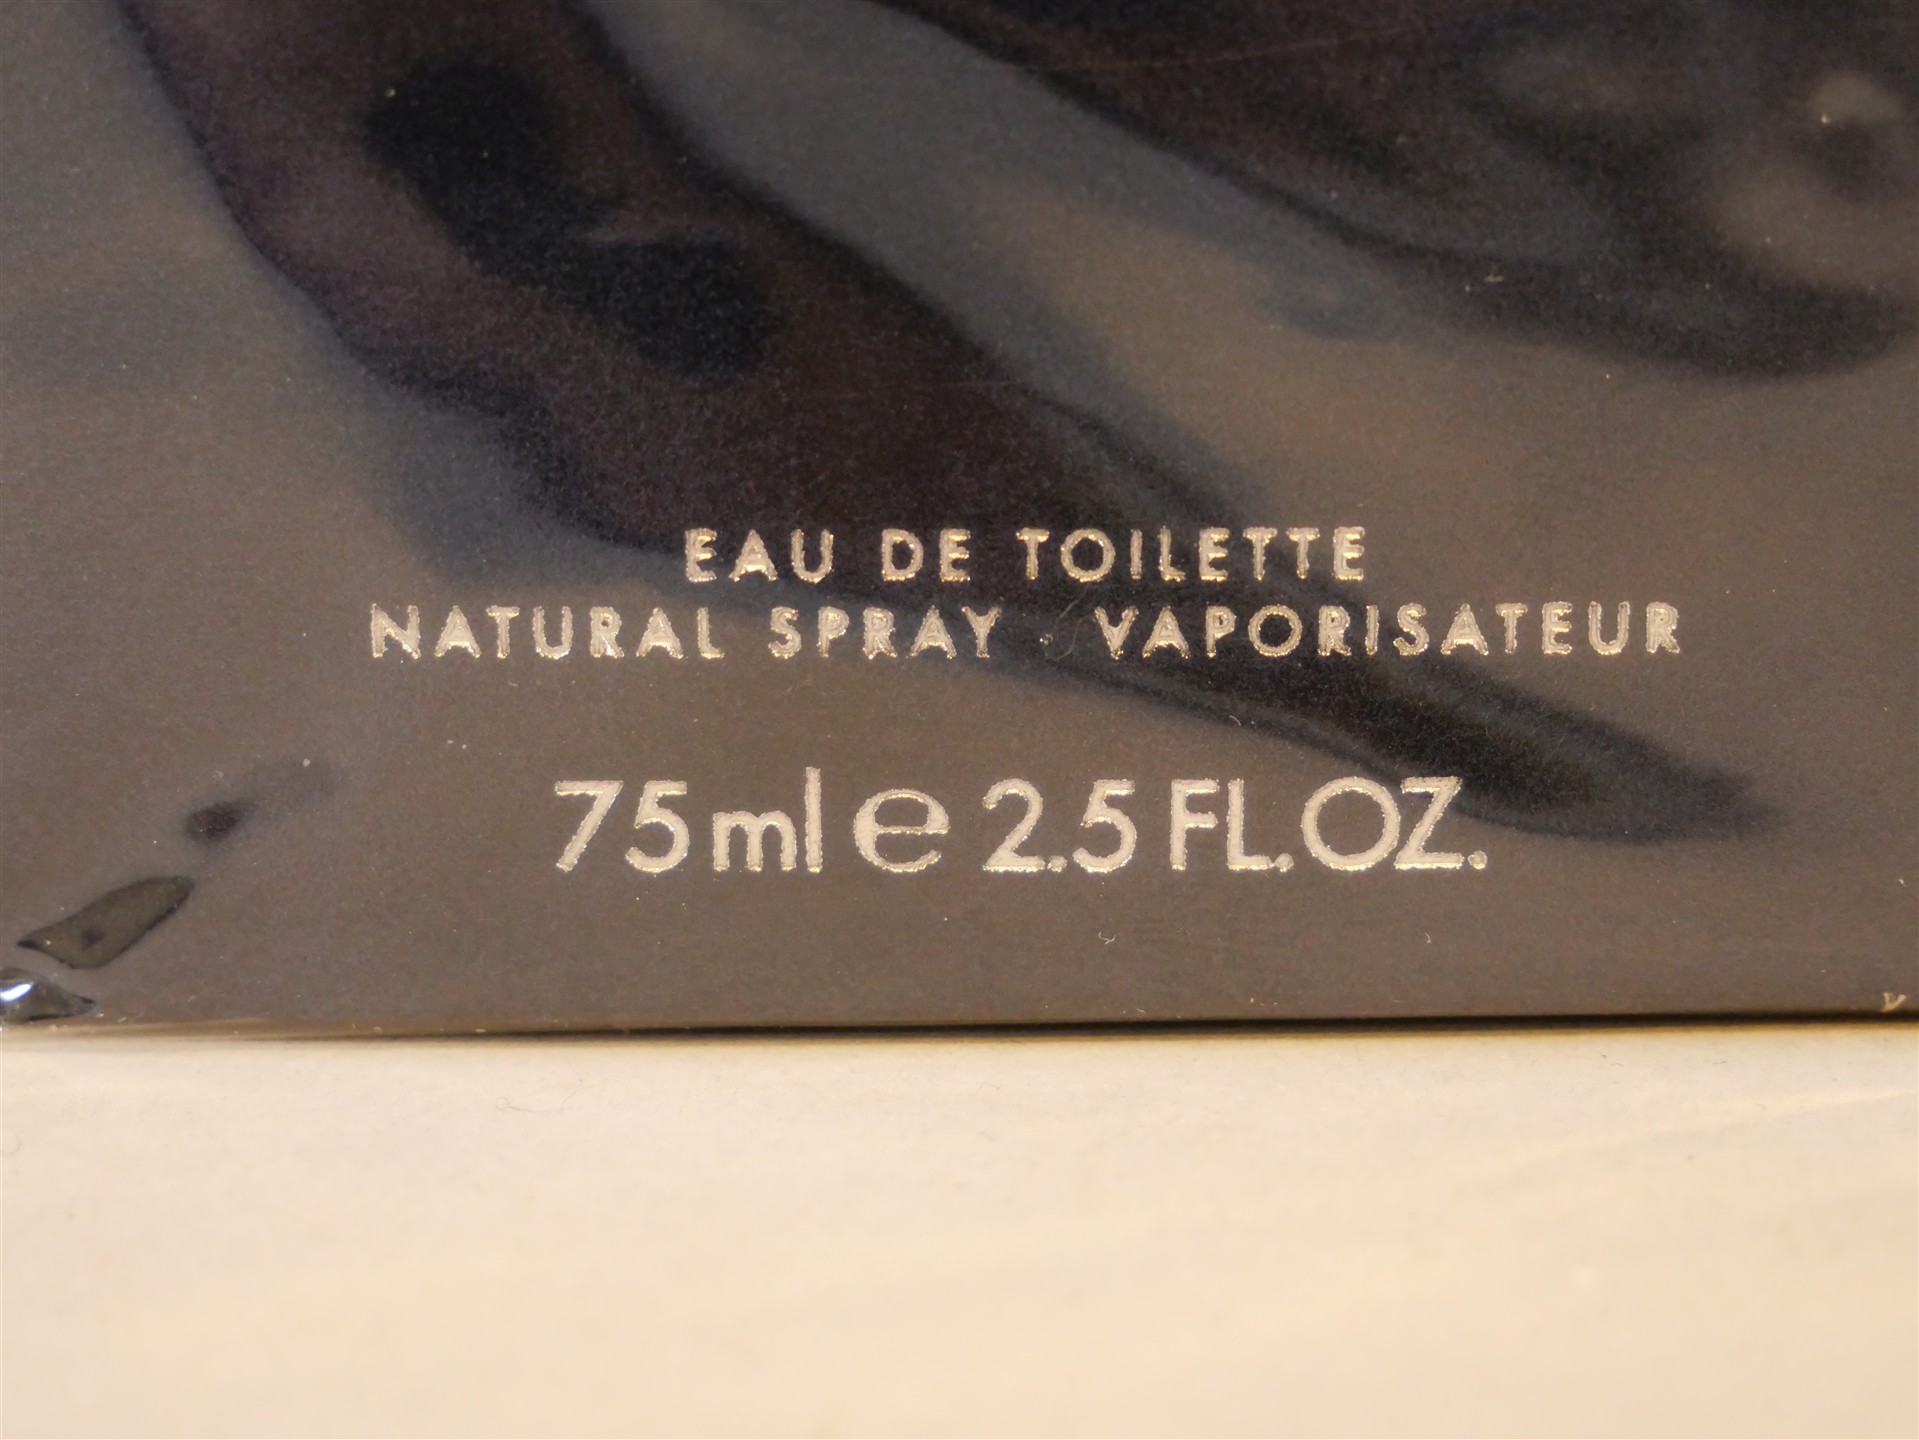 EAU DE TOILETTE
NATURAL SPRAY VAPORISATEUR
75ml e 2.5 FL.OZ.